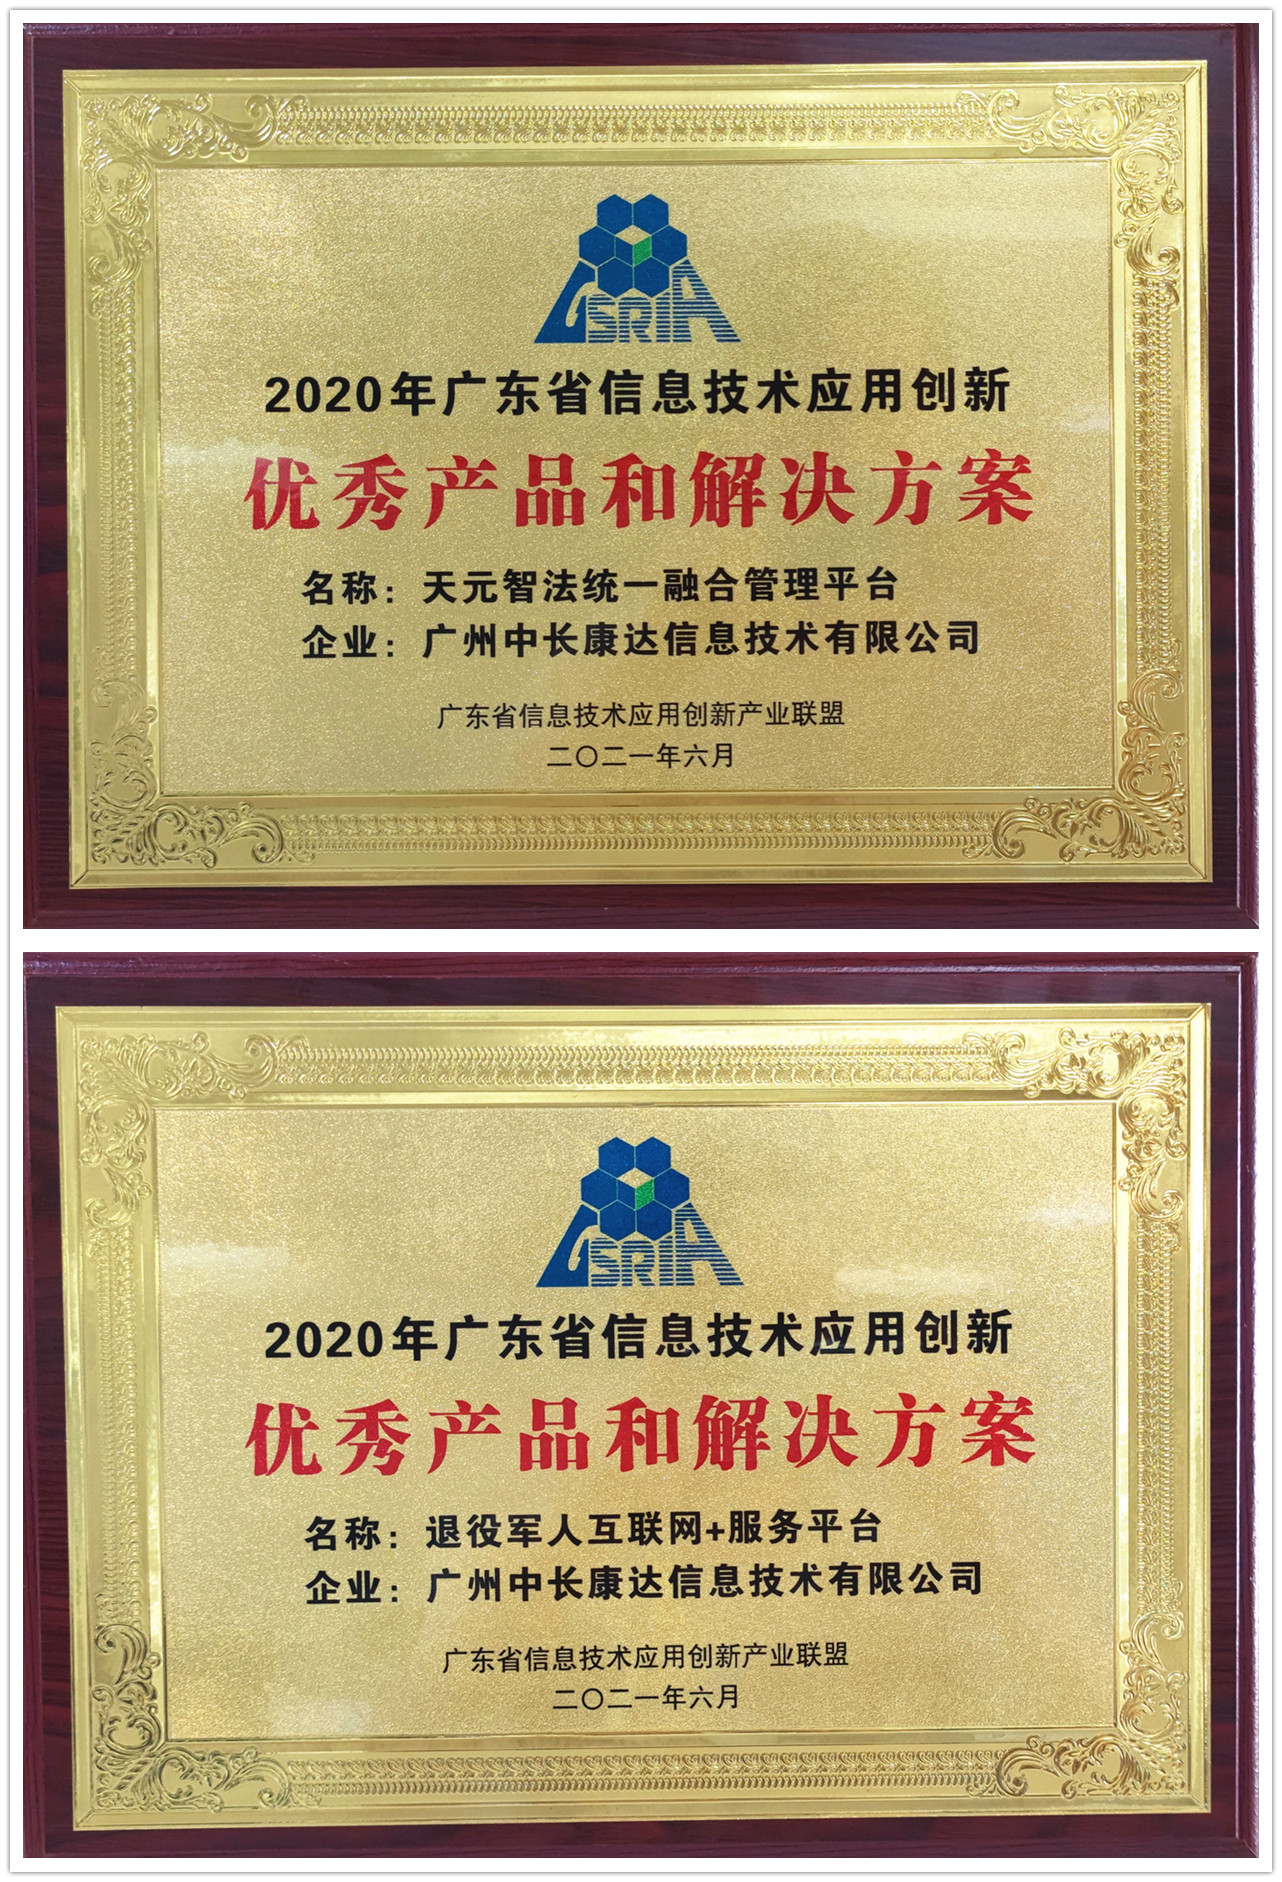 GSRIA
2020年广东省信息技术应用创新
优秀产品和解决方案
名称：天元智法统一融合管理平台
企业：广州中长康达信息技术有限公司
广东省信息技术应用创新产业联盟
二〇二一年六月
GSRIA
2020年广东省信息技术应用创新
优秀产品和解决方案
名称：退役军人互联网+服务平台
企业：广州中长康达信息技术有限公司
广东省信息技术应用创新产业联盟
二〇二一年六月